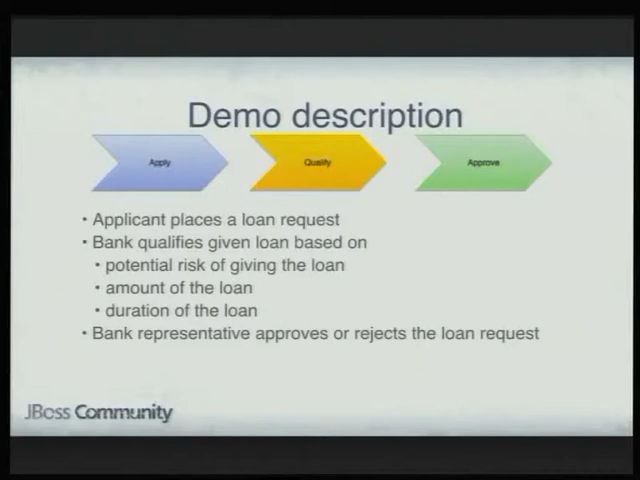 Demo description
Apply
Qualify
Approve
• Applicant places a loan request
• Bank qualifies given loan based on
• potential risk of giving the loan
• amount of the loan
• duration of the loan
• Bank representative approves or rejects the loan request
JBoss Community